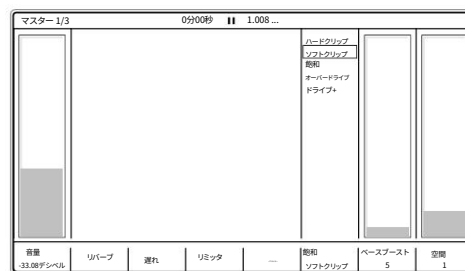 マスター 1/3
0分00秒
1.008 ...
ハードクリップ
ソフトクリップ
飽和
オーバードライブ
ドライブ+
音量
-33.08デシベル
リバーブ
遅れ
リミッタ
—
飽和
ソフトクリップ
ベースブースト
5
空間
1